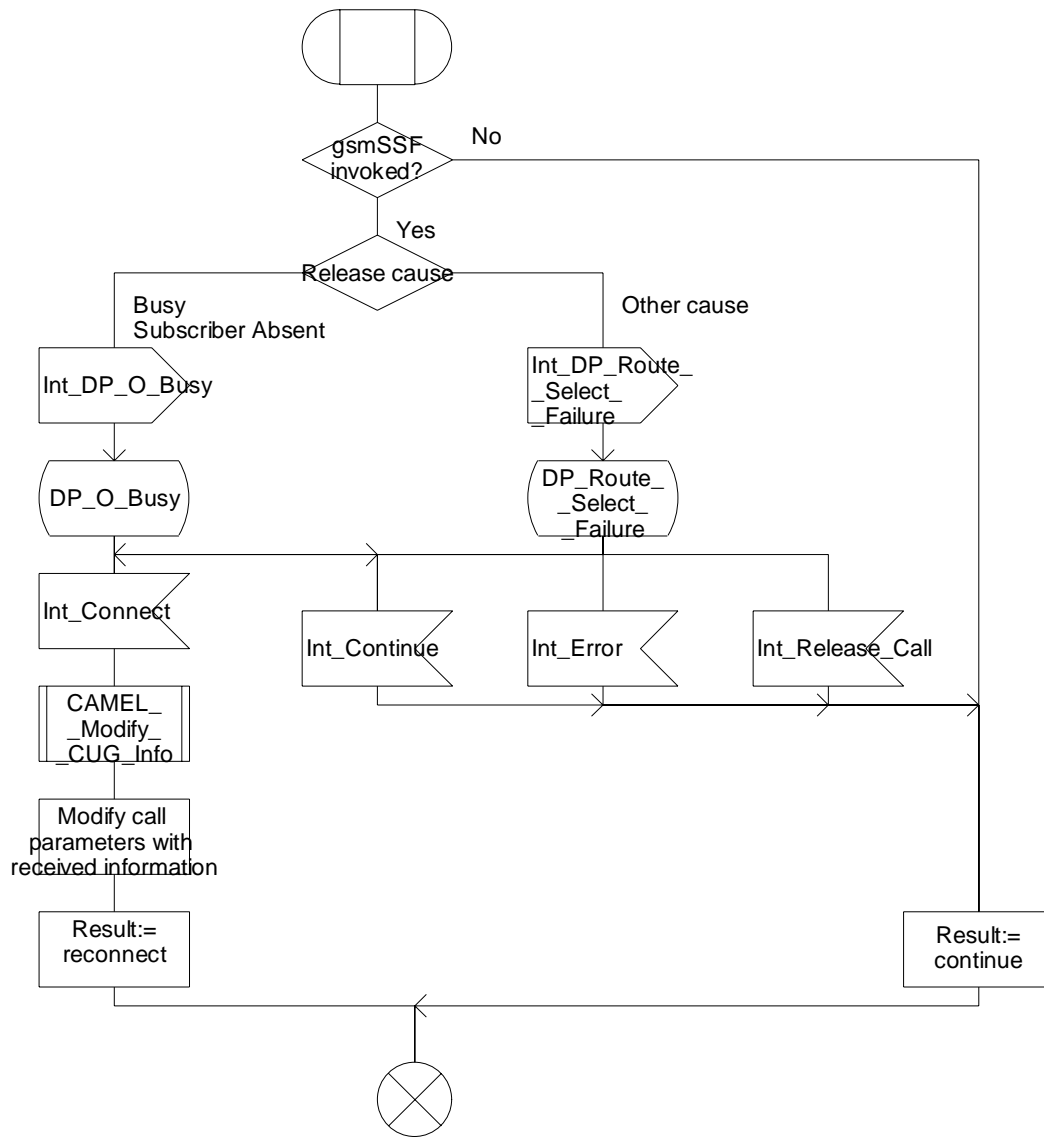 gsmSSF
invoked?
No
Yes
Release cause
Busy
Subscriber Absent
Other cause
Int_DP_O_Busy
Int_DP_Route_
_Select_
_Failure
DP_O_Busy
DP_Route_
_Select_
_Failure
Int_Connect
Int_Continue
Int_Error
Int_Release_Call
CAMEL_
_Modify_
_CUG_Info
Modify call
parameters with
received information
Result:=
reconnect
Result:=
continue